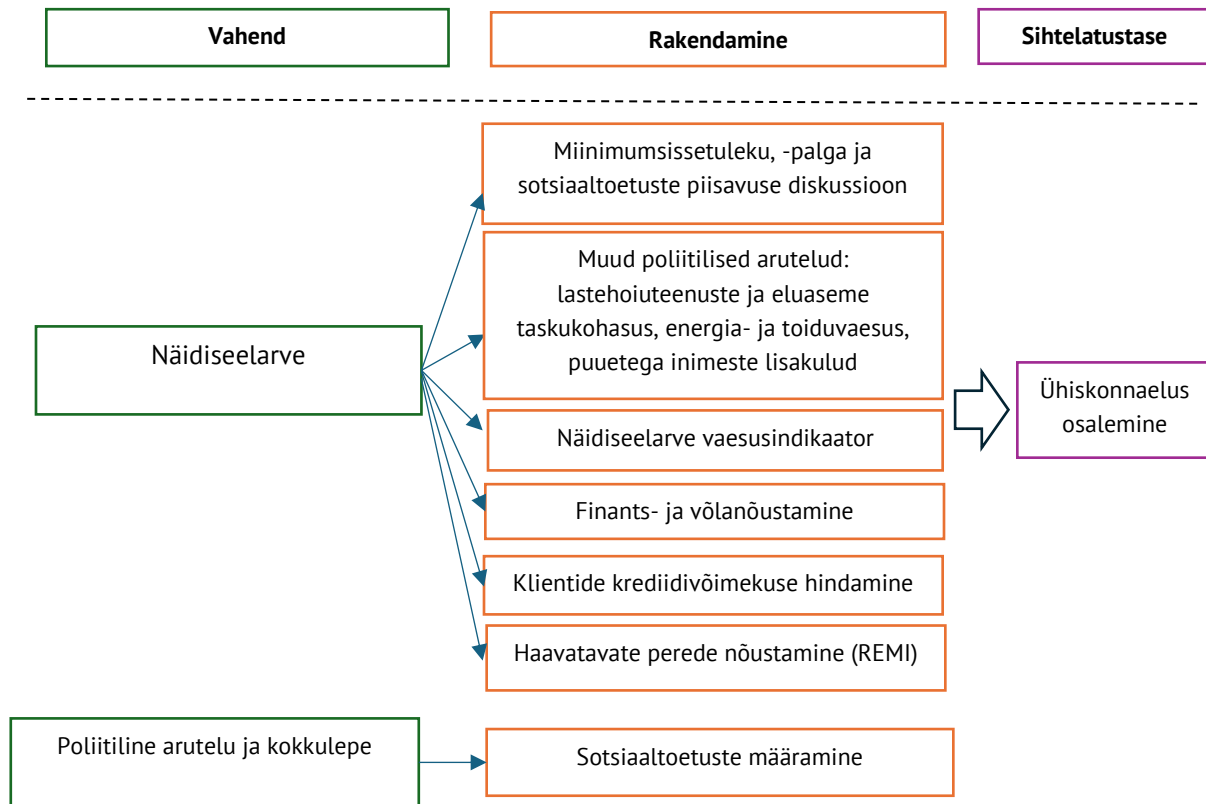 Vahend
Rakendamine
Sihtelatustase
Miinimumsissetuleku, -palga ja
sotsiaaltoetuste piisavuse diskussioon
Muud poliitilised arutelud:
lastehoiuteenuste ja eluaseme
taskukohasus, energia- ja toiduvaesus,
puuetega inimeste lisakulud
Näidiseelarve
Näidiseelarve vaesusindikaator
Finants- ja võlanõustamine
Klientide krediidivõimekuse hindamine
Haavatavate perede nõustamine (REMI)
Ühiskonnaelus
osalemine
Poliitiline arutelu ja kokkulepe
Sotsiaaltoetuste määramine